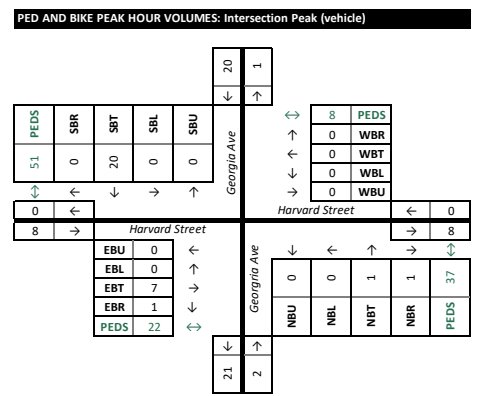 PED AND BIKE PEAK HOUR VOLUMES: Intersection Peak (vehicle)
20 1
↓ ↑
PEDS SBR SBT SBL SBU
51 0 20 0 0
↕ ← ↓ → ↑
Georgia Ave
↔ 8 PEDS
↑ 0 WBR
← 0 WBT
↓ 0 WBL
→ 0 WBU
0 ←
Harvard Street
← 0
8 →
Harvard Street
→ 8
EBU 0 ←
EBL 0 ↑
EBT 7 →
EBR 1 ↓
PEDS 22 ↔
Georgria Ave
↓ ← ↑ → ↕
0 0 1 1 37
NBU NBL NBT NBR PEDS
↓ ↑
21 2